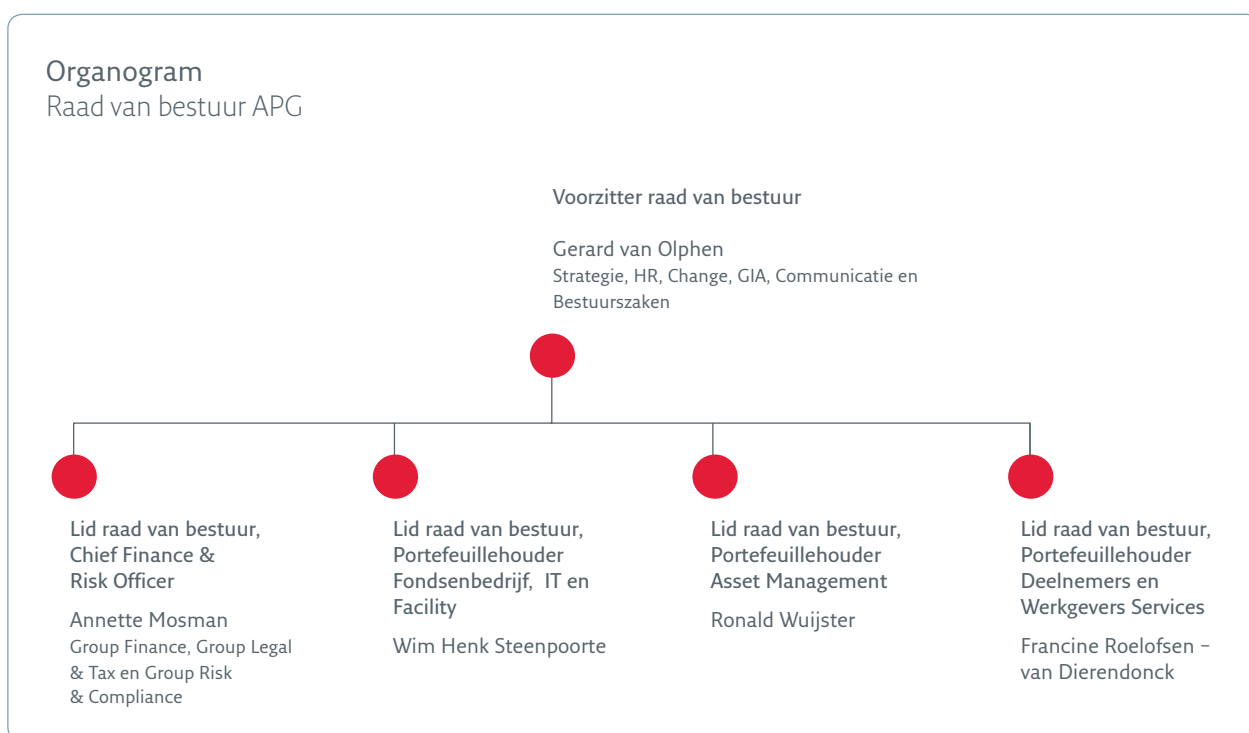 Organogram
Raad van bestuur APG
Voorzitter raad van bestuur
Gerard van Olphen
Strategie, HR, Change, GIA, Communicatie en
Bestuurszaken
Lid raad van bestuur,
Chief Finance &
Risk Officer
Annette Mosman
Group Finance, Group Legal
& Tax en Group Risk
& Compliance
Lid raad van bestuur,
Portefeuillehouder
Fondsenbedrijf, IT en
Facility
Wim Henk Steenpoorte
Lid raad van bestuur,
Portefeuillehouder
Asset Management
Ronald Wuijster
Lid raad van bestuur,
Portefeuillehouder
Deelnemers en
Werkgevers Services
Francine Roelofsen –
van Dierendonck